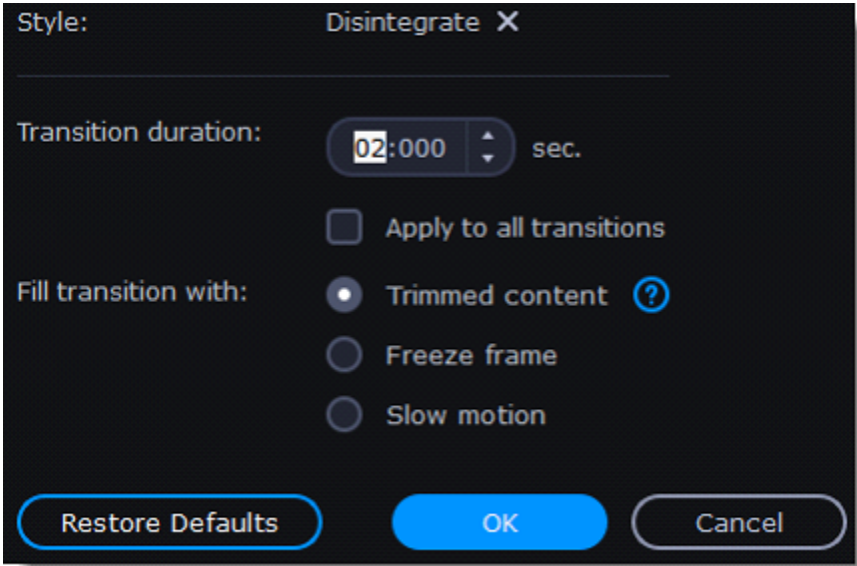 Style: Disintegrate ✕
Transition duration: 02:000 sec.
Apply to all transitions
Fill transition with: Trimmed content ?
Freeze frame
Slow motion
Restore Defaults OK Cancel